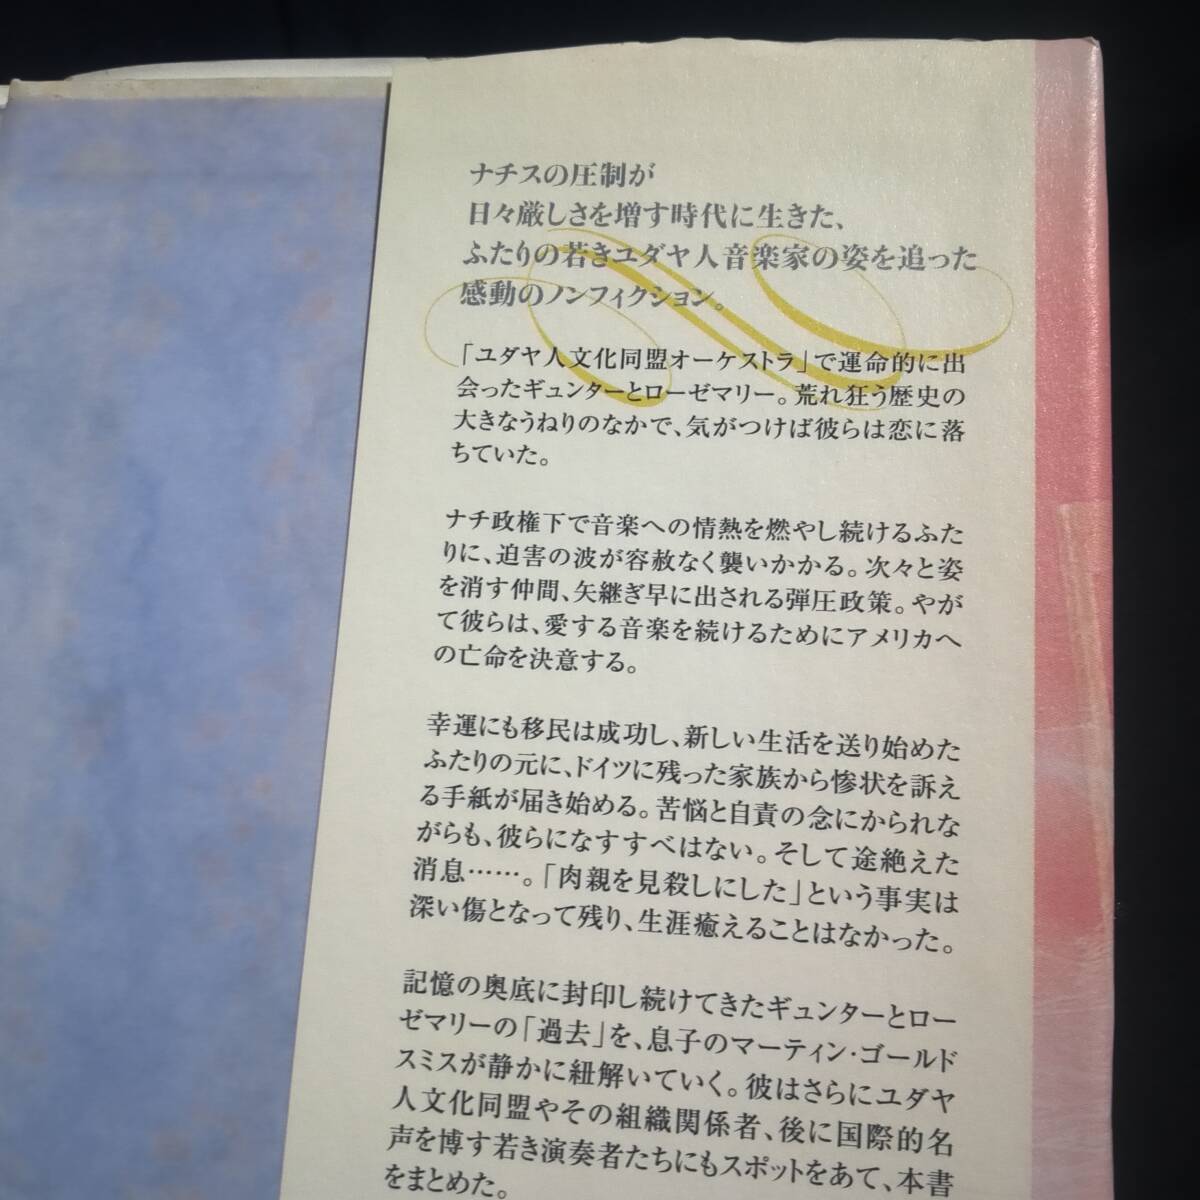 ナチスの圧制が
日々厳しさを増す時代に生きた、
ふたりの若きユダヤ人音楽家の姿を追った
感動のノンフィクション。
「ユダヤ人文化同盟オーケストラ」で運命的に出
会ったギュンターとローゼマリー。荒れ狂う歴史の
大きなうねりのなかで、気がつけば彼らは恋に落
ちていた。
ナチ政権下で音楽への情熱を燃やし続けるふた
りに、迫害の波が容赦なく襲いかかる。次々と姿
を消す仲間、矢継ぎ早に出される弾圧政策。やが
て彼らは、愛する音楽を続けるためにアメリカへ
の亡命を決意する。
幸運にも移民は成功し、新しい生活を送り始めた
ふたりの元に、ドイツに残った家族から惨状を訴え
る手紙が届き始める。苦悩と自責の念にかられな
がらも、彼らになすすべはない。そして途絶えた
消息……。「肉親を見殺しにした」という事実は
深い傷となって残り、生涯癒えることはなかった。
記憶の奥底に封印し続けてきたギュンターとロー
ゼマリーの「過去」を、息子のマーティン・ゴールド
スミスが静かに紐解いていく。彼はさらにユダヤ
人文化同盟やその組織関係者、後に国際的名
声を博す若き演奏者たちにもスポットをあて、本書
をまとめた。